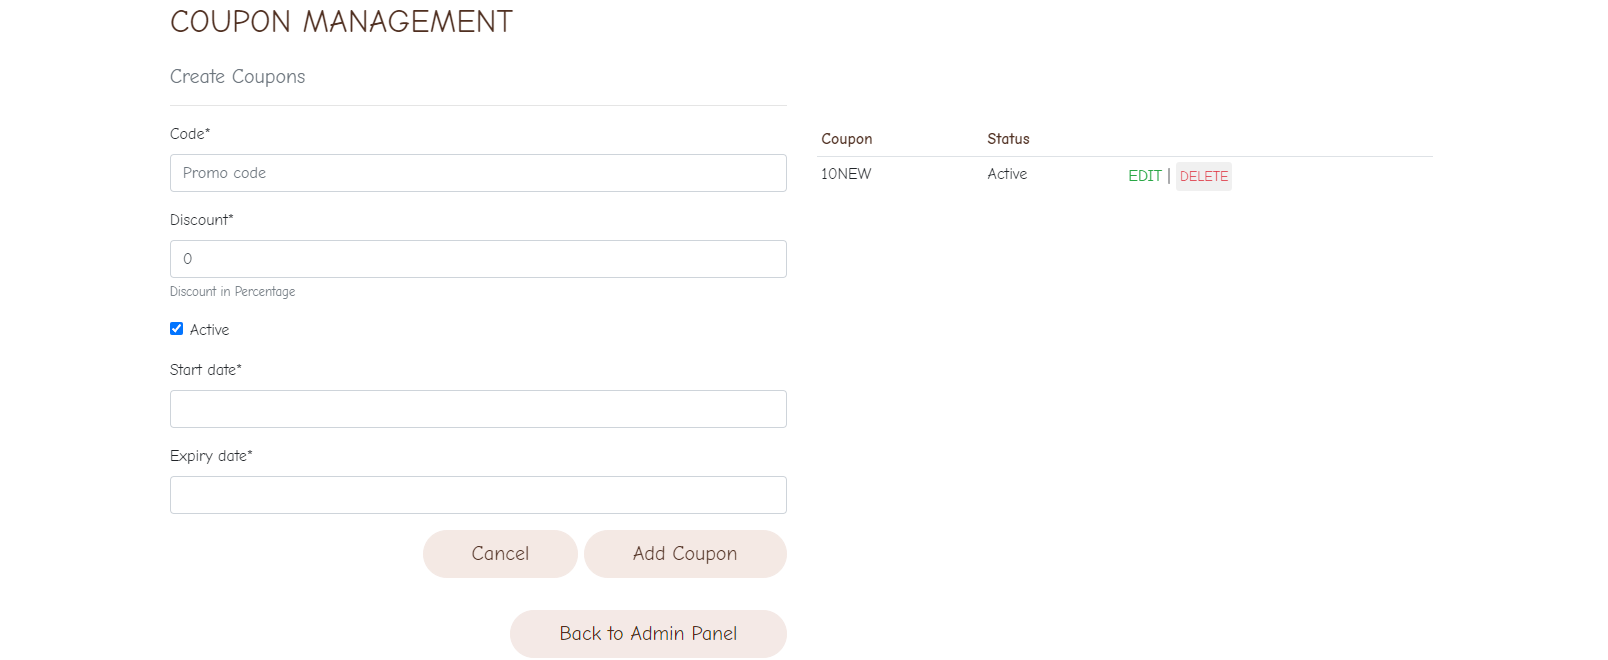 COUPON MANAGEMENT
Create Coupons
Code*
Promo code
Discount*
0
Discount in Percentage
Active
Start date*
Expiry date*
Cancel Add Coupon
Back to Admin Panel
Coupon Status
10NEW Active EDIT | DELETE